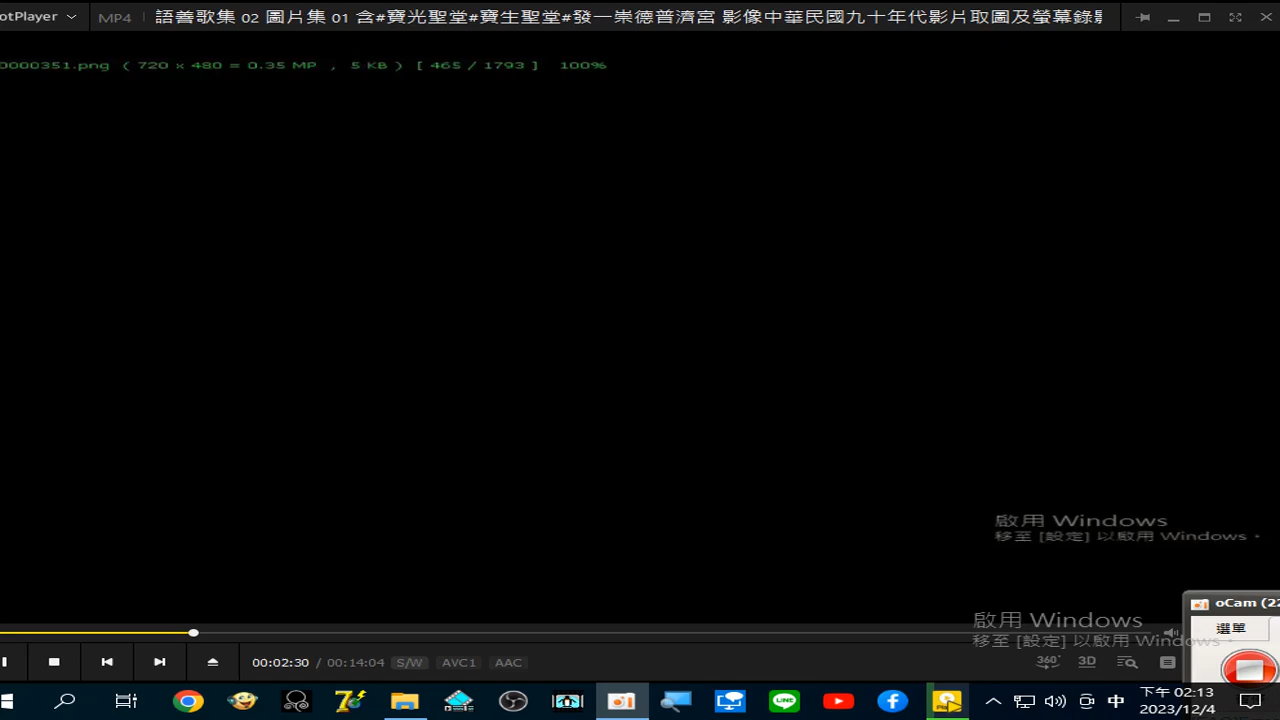 otPlayer MP4 語善歌集 02 圖片集 01 含#寶光聖堂#寶生聖堂#發一崇德普濟宮 影像中華民國九十年代影片取圖及螢幕錄影
0000351.png ( 720 x 480 = 0.35 MP , 5 KB ) [ 465 / 1793 ] 100%
啟用 Windows
移至 [設定] 以啟用 Windows。
oCam (22
啟用 Windows
移至 [設定] 以啟用 Windows。
選單
00:02:30 / 00:14:04 S/W AVC1 AAC
360° 3D
中
下午 02:13
2023/12/4